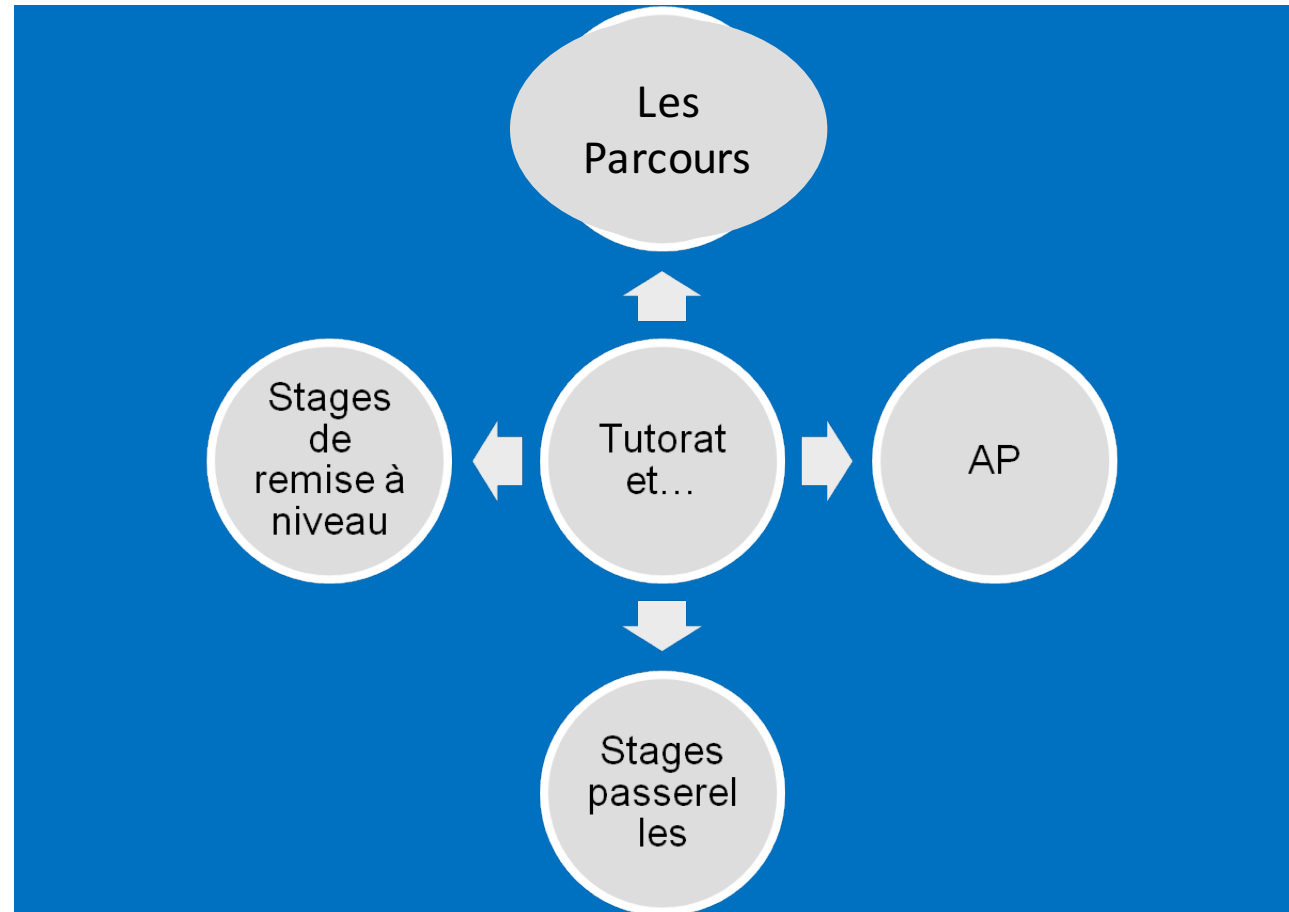 Les
Parcours
Stages
de
remise à
niveau
Tutorat
et…
AP
Stages
passerel
les